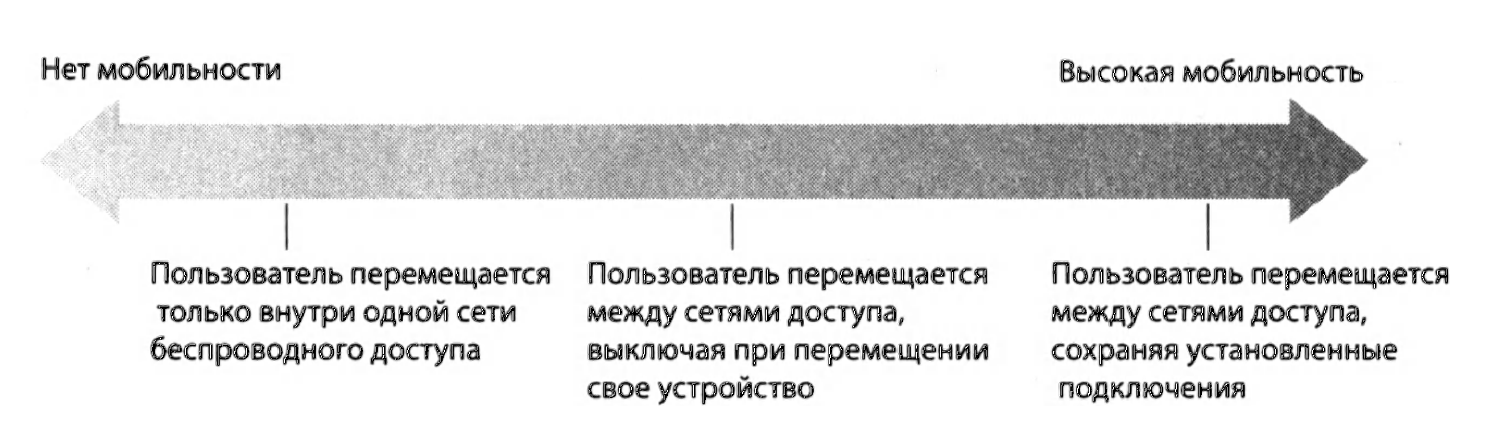 Нет мобильности
Высокая мобильность
Пользователь перемещается
только внутри одной сети
беспроводного доступа
Пользователь перемещается
между сетями доступа,
выключая при перемещении
свое устройство
Пользователь перемещается
между сетями доступа,
сохраняя установленные
подключения